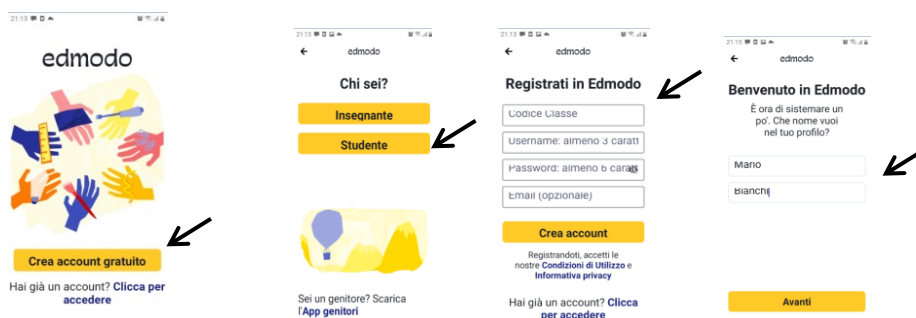 21:13
edmodo
Crea account gratuito
Hai già un account? Clicca per
accedere
21:13
edmodo
Chi sei?
Insegnante
Studente
Sei un genitore? Scarica
l'App genitori
21:13
edmodo
Registrati in Edmodo
Codice Classe
Username: almeno 3 caratt
Password: almeno 6 caratt
Email (opzionale)
Crea account
Registrandoti, accetti le
nostre Condizioni di Utilizzo e
Informativa privacy
Hai già un account? Clicca
per accedere
21:15
edmodo
Benvenuto in Edmodo
È ora di sistemare un
po'. Che nome vuoi
nel tuo profilo?
Mario
Bianchi
Avanti